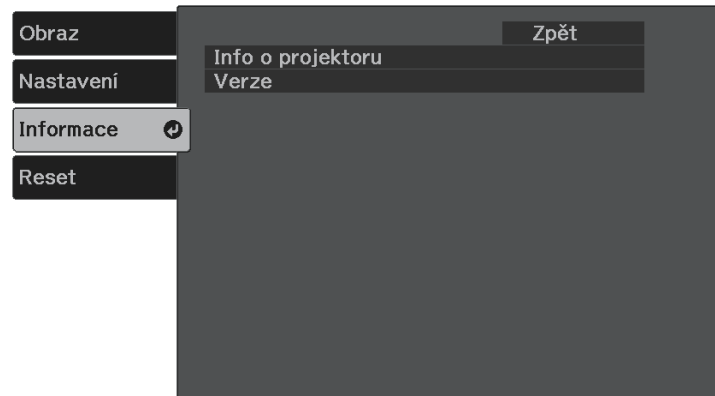 Obraz
Nastavení
Informace
Reset
Zpět
Info o projektoru
Verze